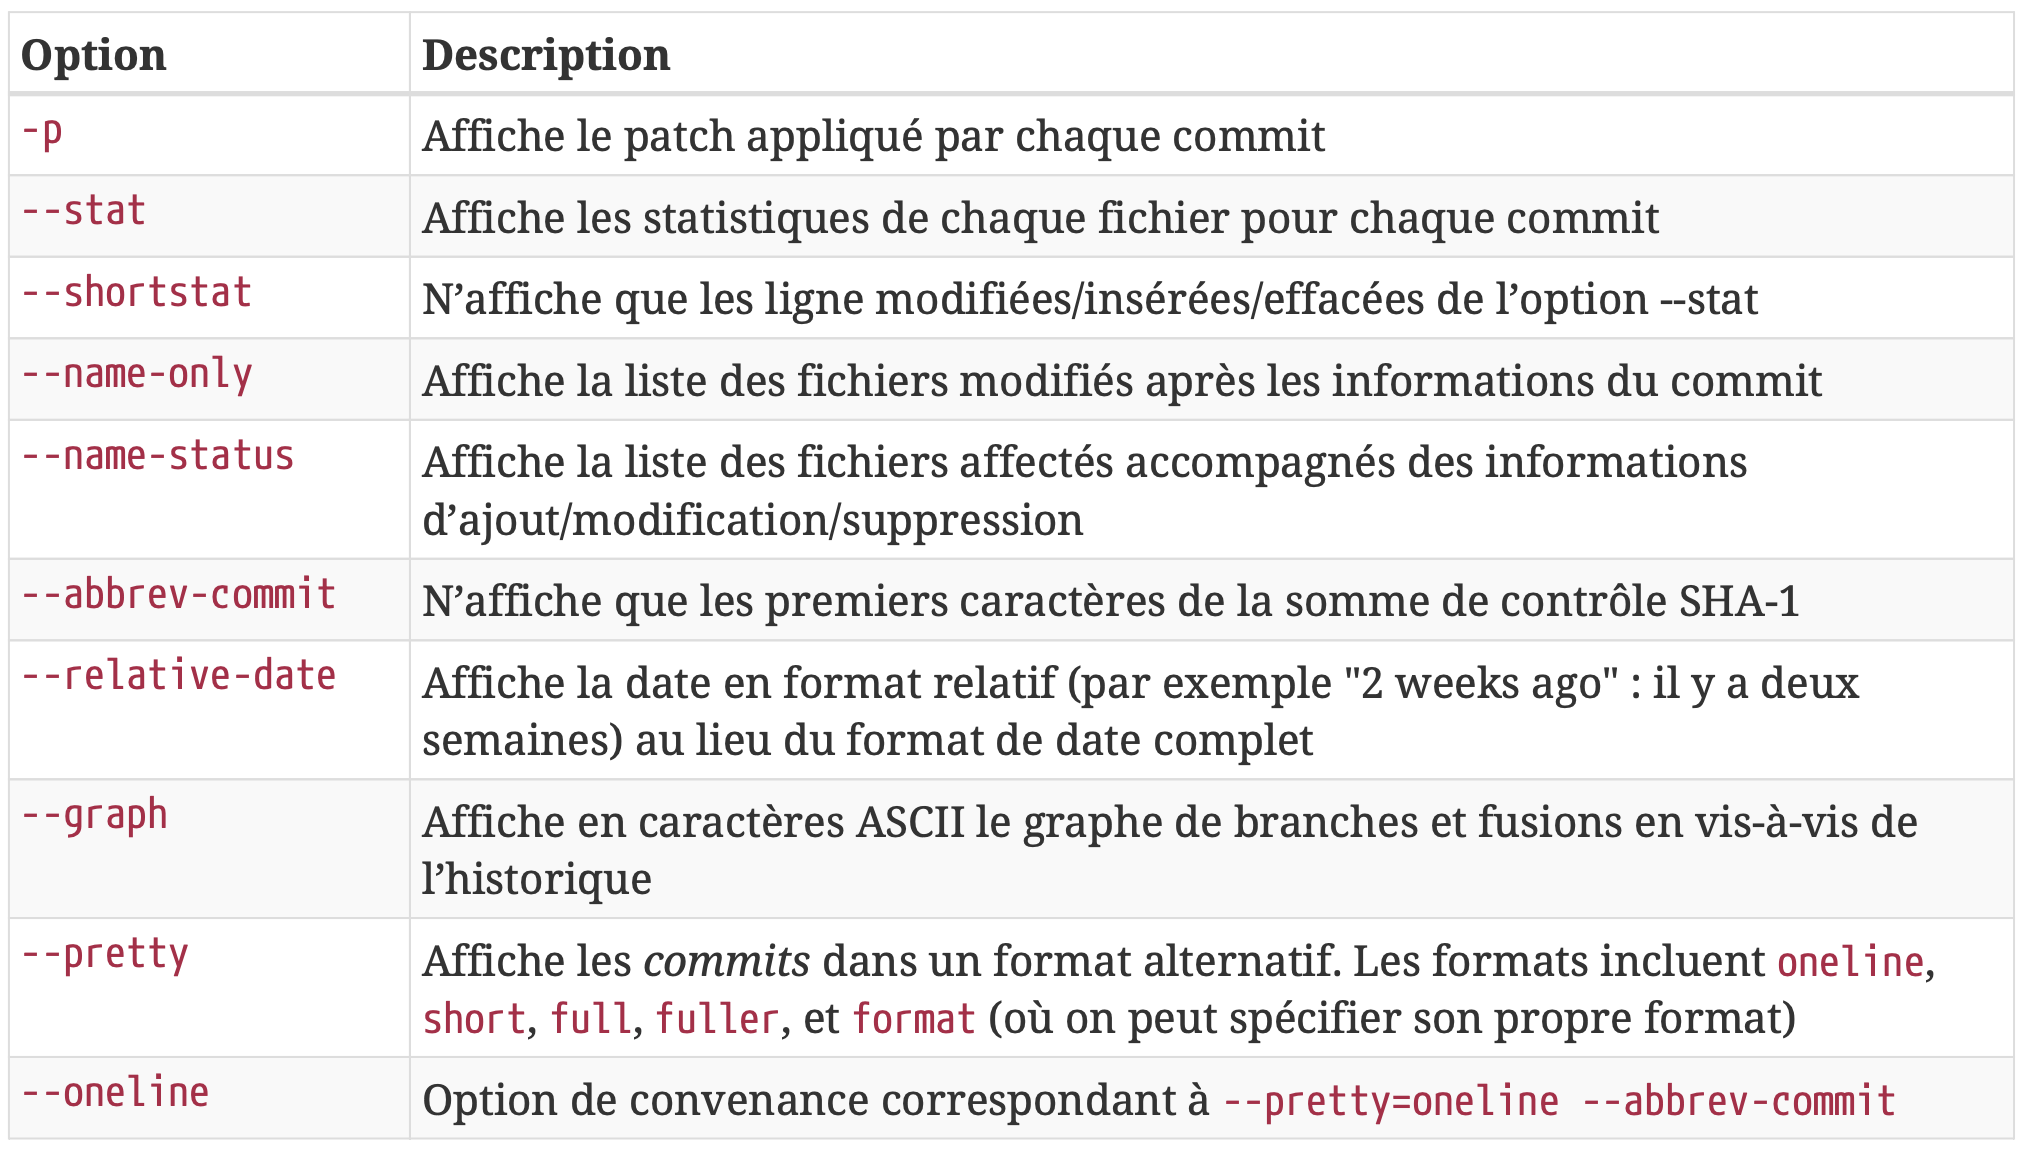 Option Description
-p Affiche le patch appliqué par chaque commit
--stat Affiche les statistiques de chaque fichier pour chaque commit
--shortstat N’affiche que les ligne modifiées/insérées/effacées de l’option --stat
--name-only Affiche la liste des fichiers modifiés après les informations du commit
--name-status Affiche la liste des fichiers affectés accompagnés des informations
d’ajout/modification/suppression
--abbrev-commit N’affiche que les premiers caractères de la somme de contrôle SHA-1
--relative-date Affiche la date en format relatif (par exemple "2 weeks ago" : il y a deux
semaines) au lieu du format de date complet
--graph Affiche en caractères ASCII le graphe de branches et fusions en vis-à-vis de
l’historique
--pretty Affiche les commits dans un format alternatif. Les formats incluent oneline,
short, full, fuller, et format (où on peut spécifier son propre format)
--oneline Option de convenance correspondant à --pretty=oneline --abbrev-commit